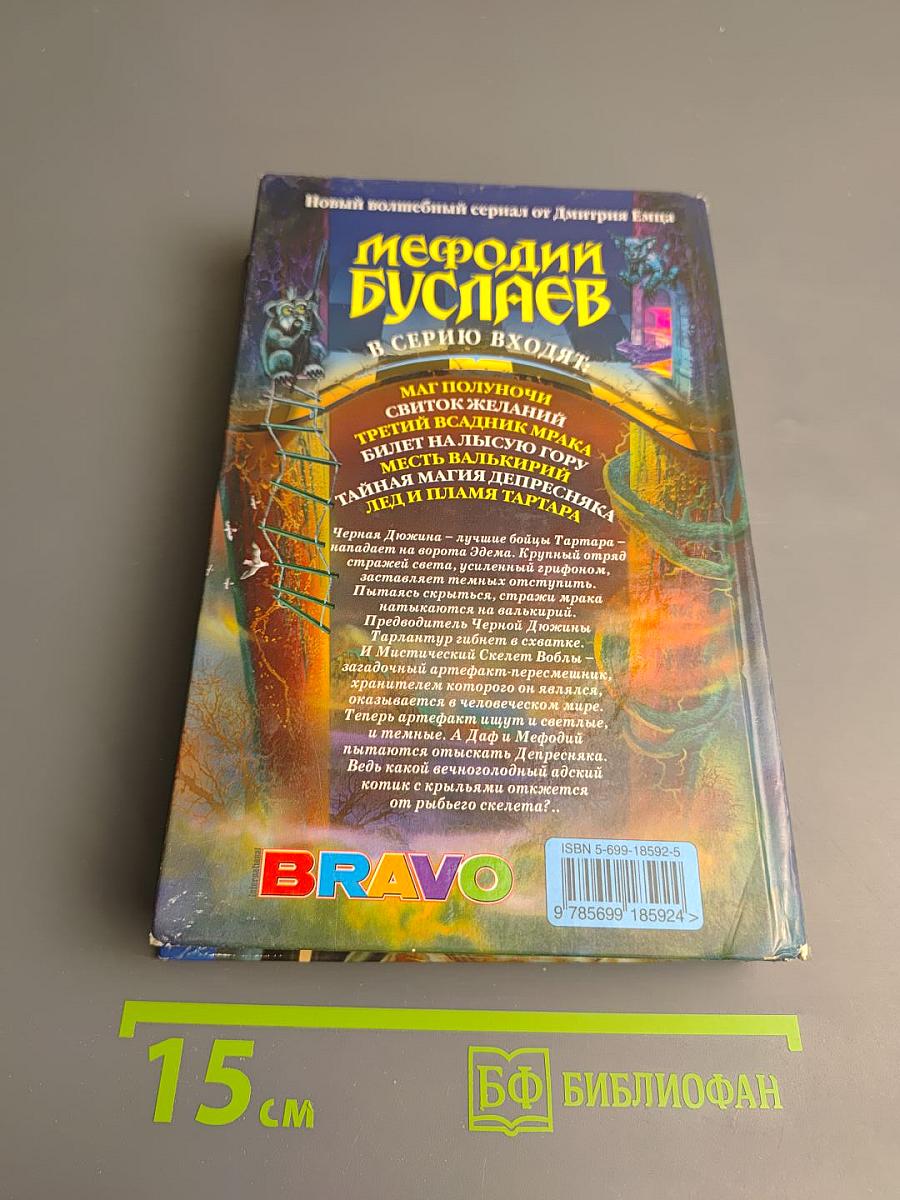 Новый волшебный сериал от Дмитрия Емца
МЕФОДИЙ
БУСЛАЕВ
В СЕРИЮ ВХОДЯТ:
МАГ ПОЛУНОЧИ
СВИТОК ЖЕЛАНИЙ
ТРЕТИЙ ВСАДНИК МРАКА
БИЛЕТ НА ЛЫСУЮ ГОРУ
МЕСТЬ ВАЛЬКИРИЙ
ТАЙНАЯ МАГИЯ ДЕПРЕСНЯКА
ЛЕД И ПЛАМЯ ТАРТАРА
Черная Дюжина – лучшие бойцы Тартара –
нападает на ворота Эдема. Крупный отряд
стражей света, усиленный грифоном,
заставляет темных отступить.
Пытаясь скрыться, стражи мрака
натыкаются на валькирий.
Предводитель Черной Дюжины
Тарлантур гибнет в схватке.
И Мистический Скелет Воблы –
загадочный артефакт-пересмешник,
хранителем которого он являлся,
оказывается в человеческом мире.
Теперь артефакт ищут и светлые,
и темные. А Даф и Мефодий
пытаются отыскать Депресняка.
Ведь какой вечноголодный адский
котик с крыльями откжется
от рыбьего скелета?..
International
BRAVO
ISBN 5-699-18592-5
9 785699 185924 >
15 см
БФ БИБЛИОФАН